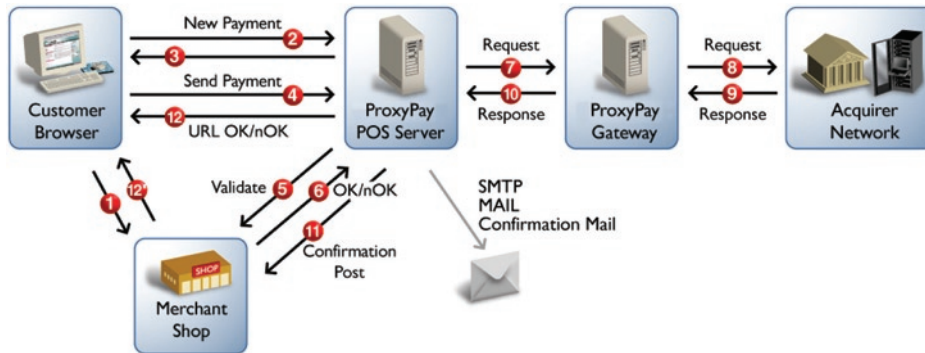 New Payment
2
3
Send Payment
4
12
URL OK/nOK
Customer
Browser
ProxyPay
POS Server
Request
7
10
Response
ProxyPay
Gateway
Request
8
9
Response
Acquirer
Network
1
12*
Validate
5
6
OK/nOK
11
Confirmation
Post
SMTP
MAIL
Confirmation Mail
SHOP
Merchant
Shop